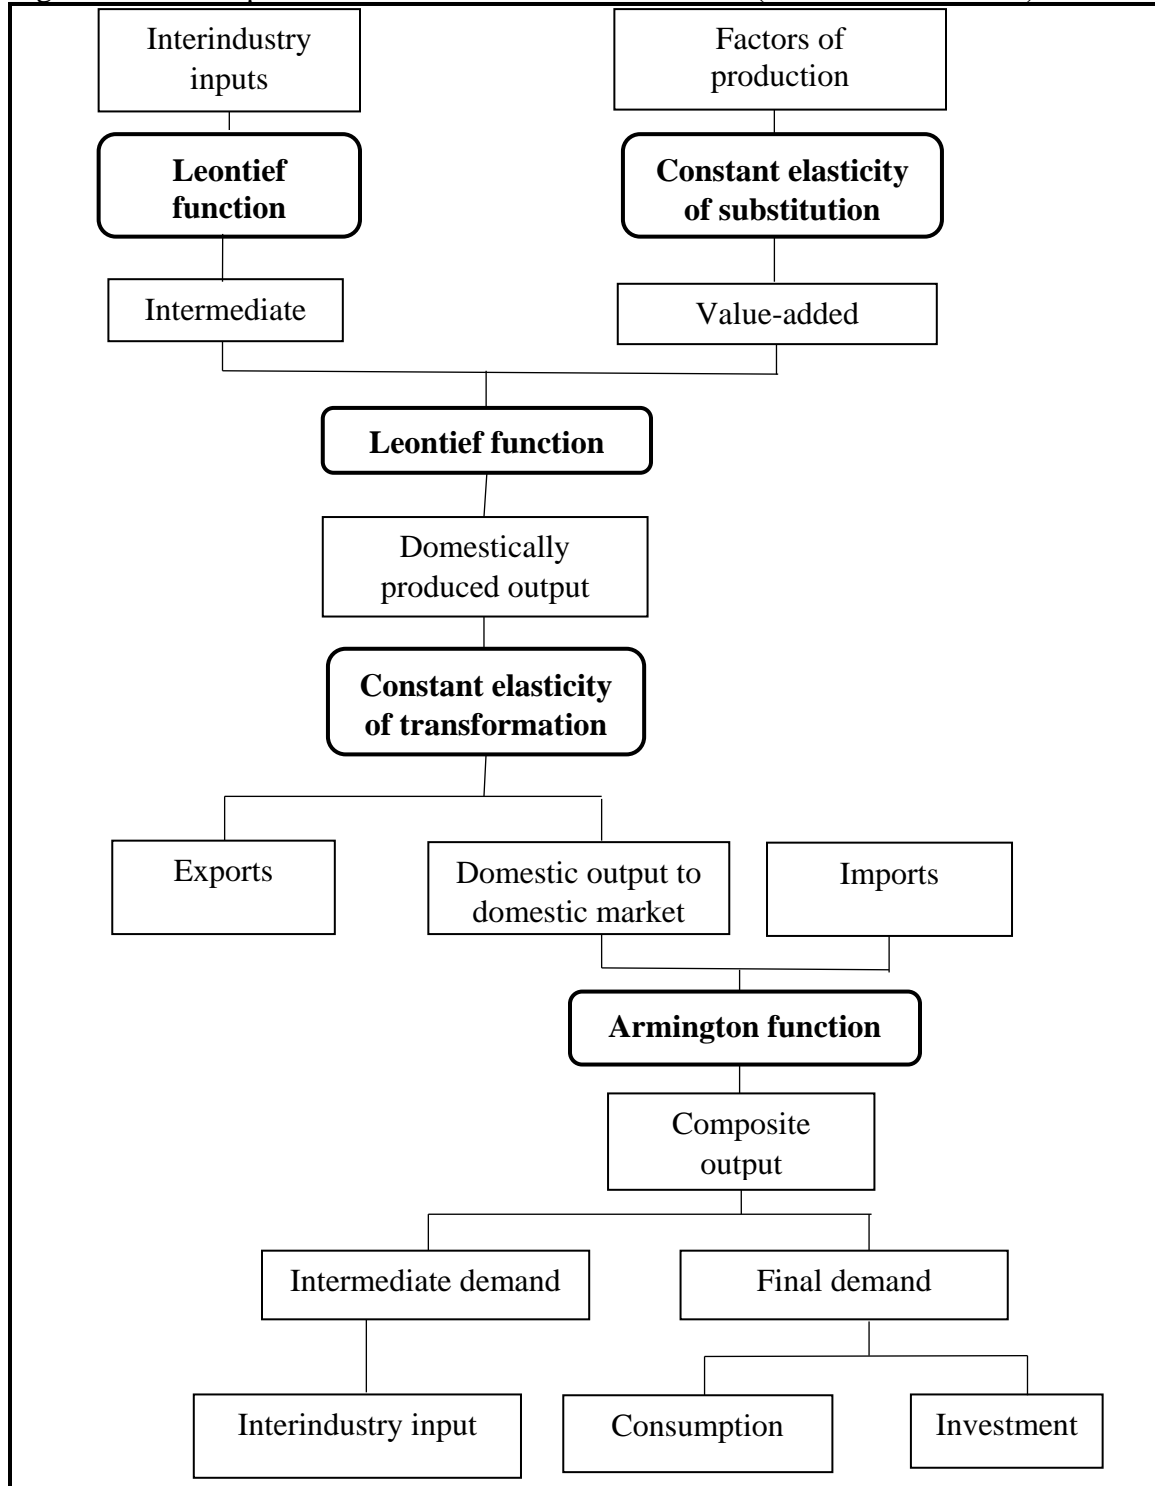 Interindustry
inputs
Factors of
production
Leontief
function
Constant elasticity
of substitution
Intermediate
Value-added
Leontief function
Domestically
produced output
Constant elasticity
of transformation
Exports
Domestic output to
domestic market
Imports
Armington function
Composite
output
Intermediate demand
Final demand
Interindustry input
Consumption
Investment